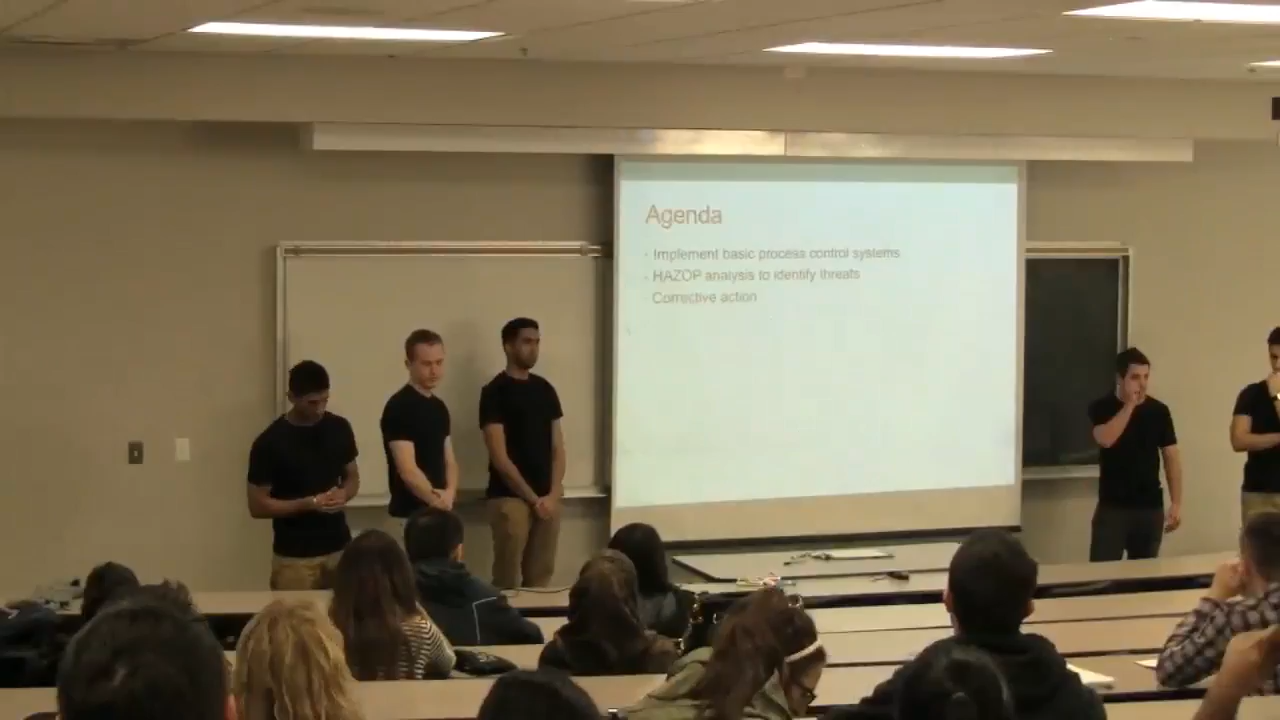 Agenda
· Implement basic process control systems
· HAZOP analysis to identify threats
· Corrective action